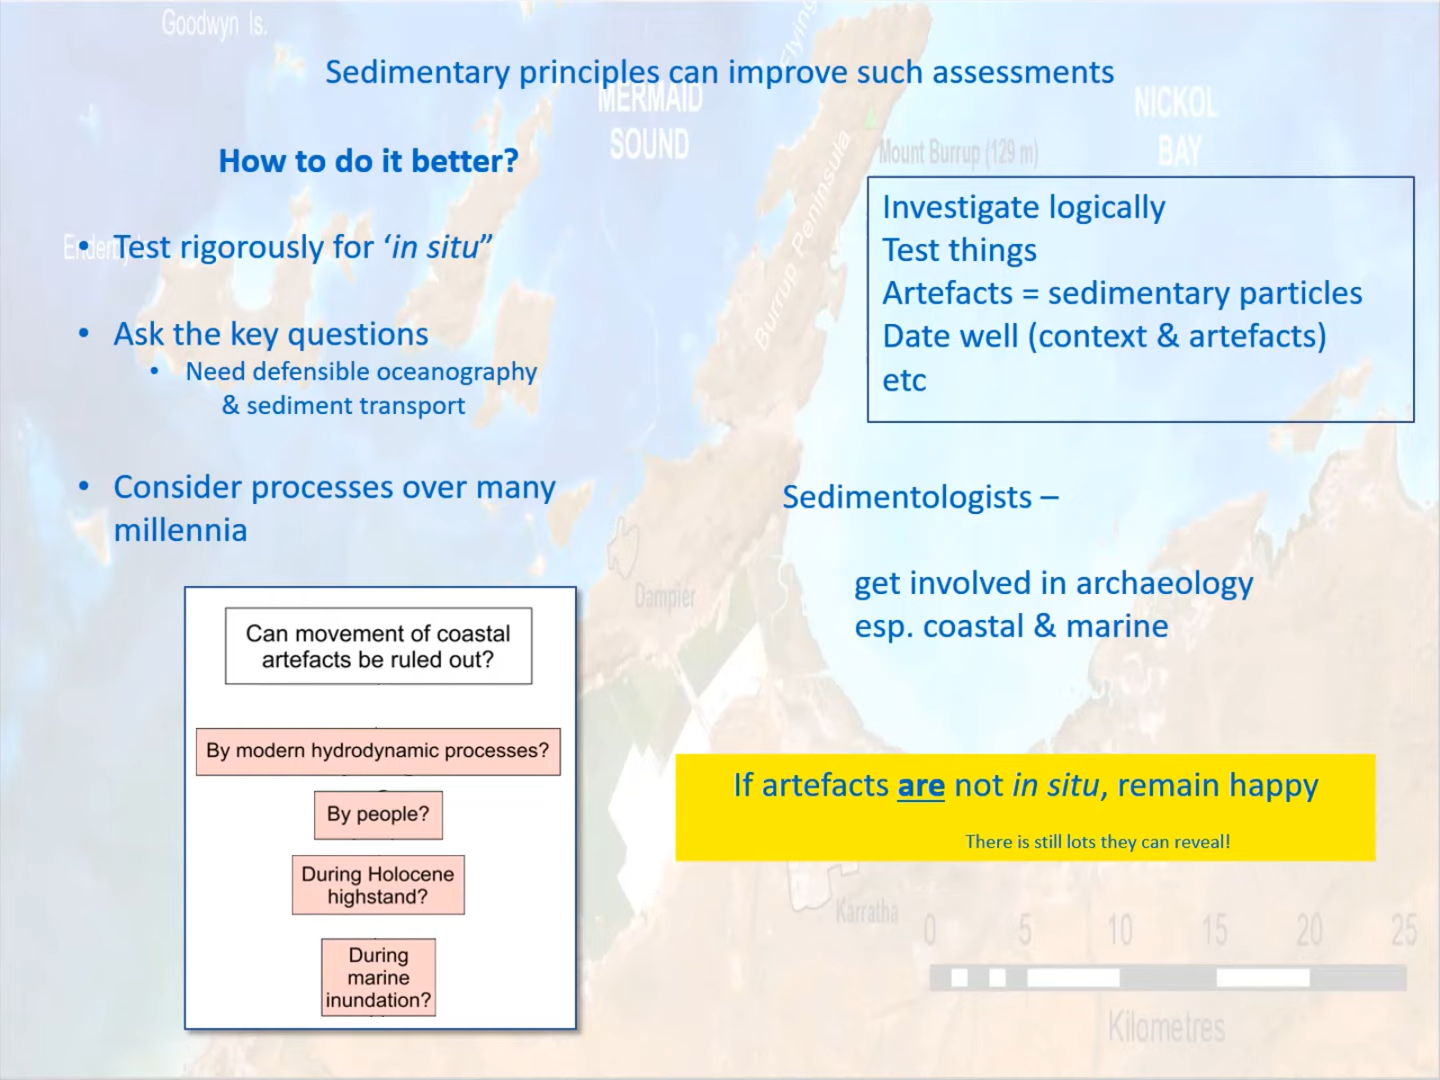 Goodwyn Is.
Sedimentary principles can improve such assessments
MERMAID
SOUND
NICKOL
BAY
Flying
Mount Burrup (129 m)
Burrup Peninsula
How to do it better?
• Test rigorously for ‘in situ”
• Ask the key questions
• Need defensible oceanography
& sediment transport
• Consider processes over many
millennia
Investigate logically
Test things
Artefacts = sedimentary particles
Date well (context & artefacts)
etc
Sedimentologists –
get involved in archaeology
esp. coastal & marine
Dampier
Can movement of coastal
artefacts be ruled out?
By modern hydrodynamic processes?
By people?
During Holocene
highstand?
During
marine
inundation?
If artefacts are not in situ, remain happy
There is still lots they can reveal!
Karratha
0 5 10 15 20 25
Kilometres